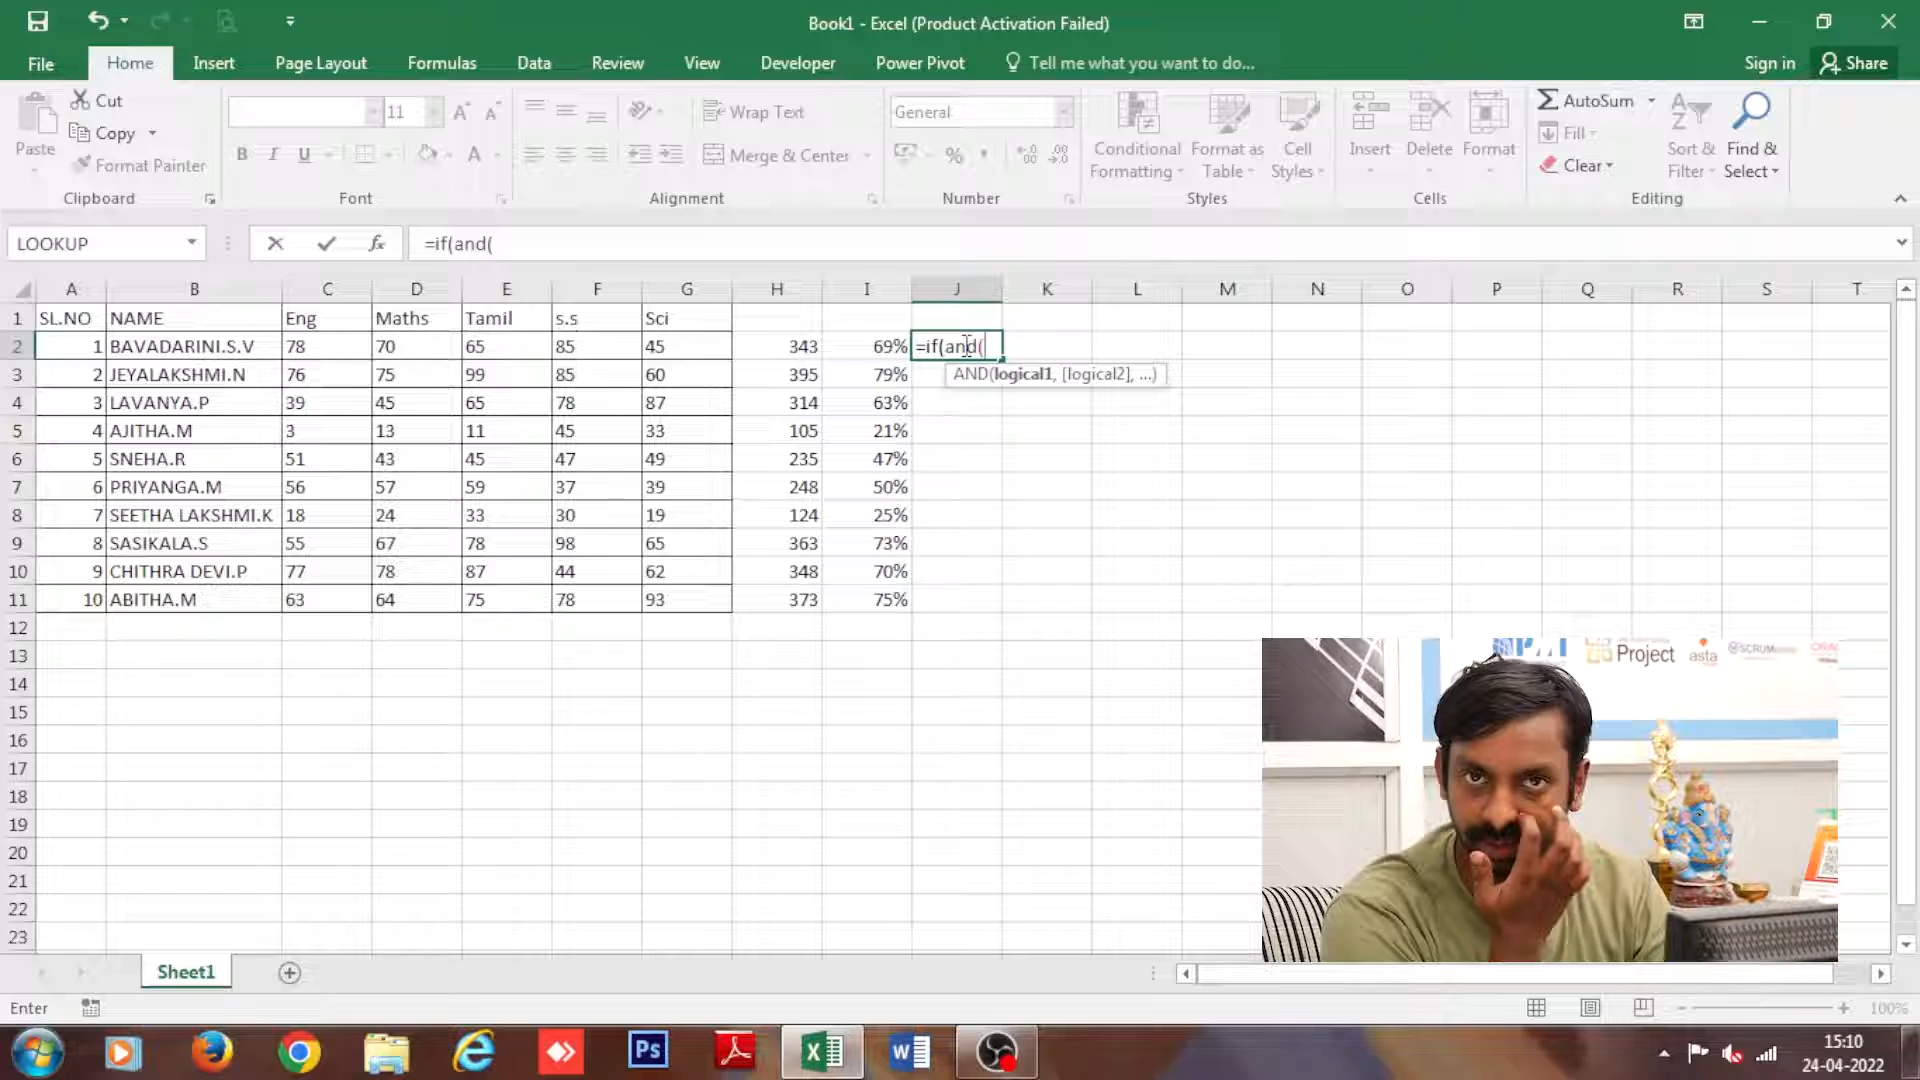 Book1 - Excel (Product Activation Failed)
File Home Insert Page Layout Formulas Data Review View Developer Power Pivot Tell me what you want to do... Sign in Share
Paste Cut Copy Format Painter
11 B I U
Wrap Text Merge & Center
General %
Conditional Formatting Format as Table Cell Styles
Insert Delete Format
AutoSum Fill Clear Sort & Filter Find & Select
Clipboard Font Alignment Number Styles Cells Editing
LOOKUP fx =if(and(
A B C D E F G H I J K L M N O P Q R S T
1 SL.NO NAME Eng Maths Tamil s.s Sci
2 1 BAVADARINI.S.V 78 70 65 85 45 343 69% =if(and(
3 2 JEYALAKSHMI.N 76 75 99 85 60 395 79% AND(logical1, [logical2], ...)
4 3 LAVANYA.P 39 45 65 78 87 314 63%
5 4 AJITHA.M 3 13 11 45 33 105 21%
6 5 SNEHA.R 51 43 45 47 49 235 47%
7 6 PRIYANGA.M 56 57 59 37 39 248 50%
8 7 SEETHA LAKSHMI.K 18 24 33 30 19 124 25%
9 8 SASIKALA.S 55 67 78 98 65 363 73%
10 9 CHITHRA DEVI.P 77 78 87 44 62 348 70%
11 10 ABITHA.M 63 64 75 78 93 373 75%
12
13
14
15
16
17
18
19
20
21
22
23
Project asta SCRUM
Sheet1
Enter 100%
Ps
15:10
24-04-2022